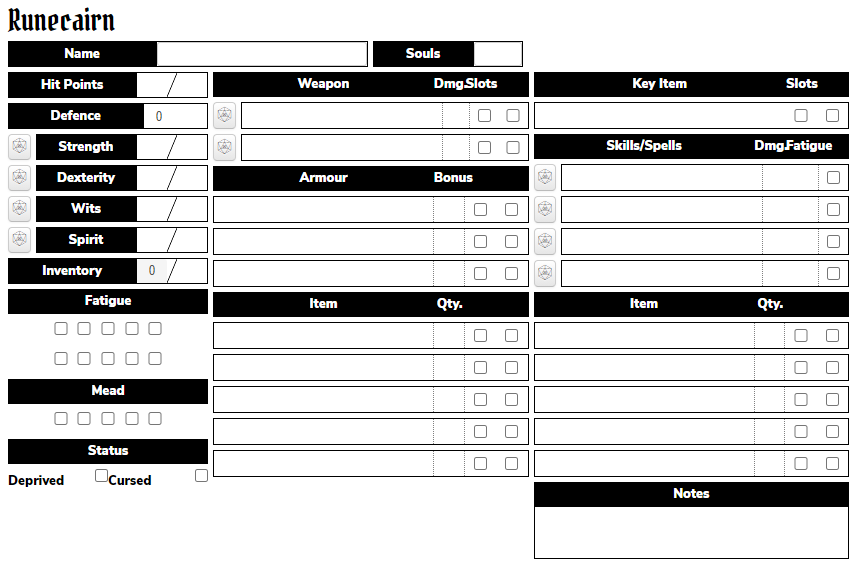 Runecairn
Name Souls
Hit Points / Weapon Dmg. Slots Key Item Slots
Defence 0
Strength / Skills/Spells Dmg. Fatigue
Dexterity / Armour Bonus
Wits /
Spirit /
Inventory 0 /
Fatigue Item Qty. Item Qty.
Mead
Status
Deprived Cursed
Notes